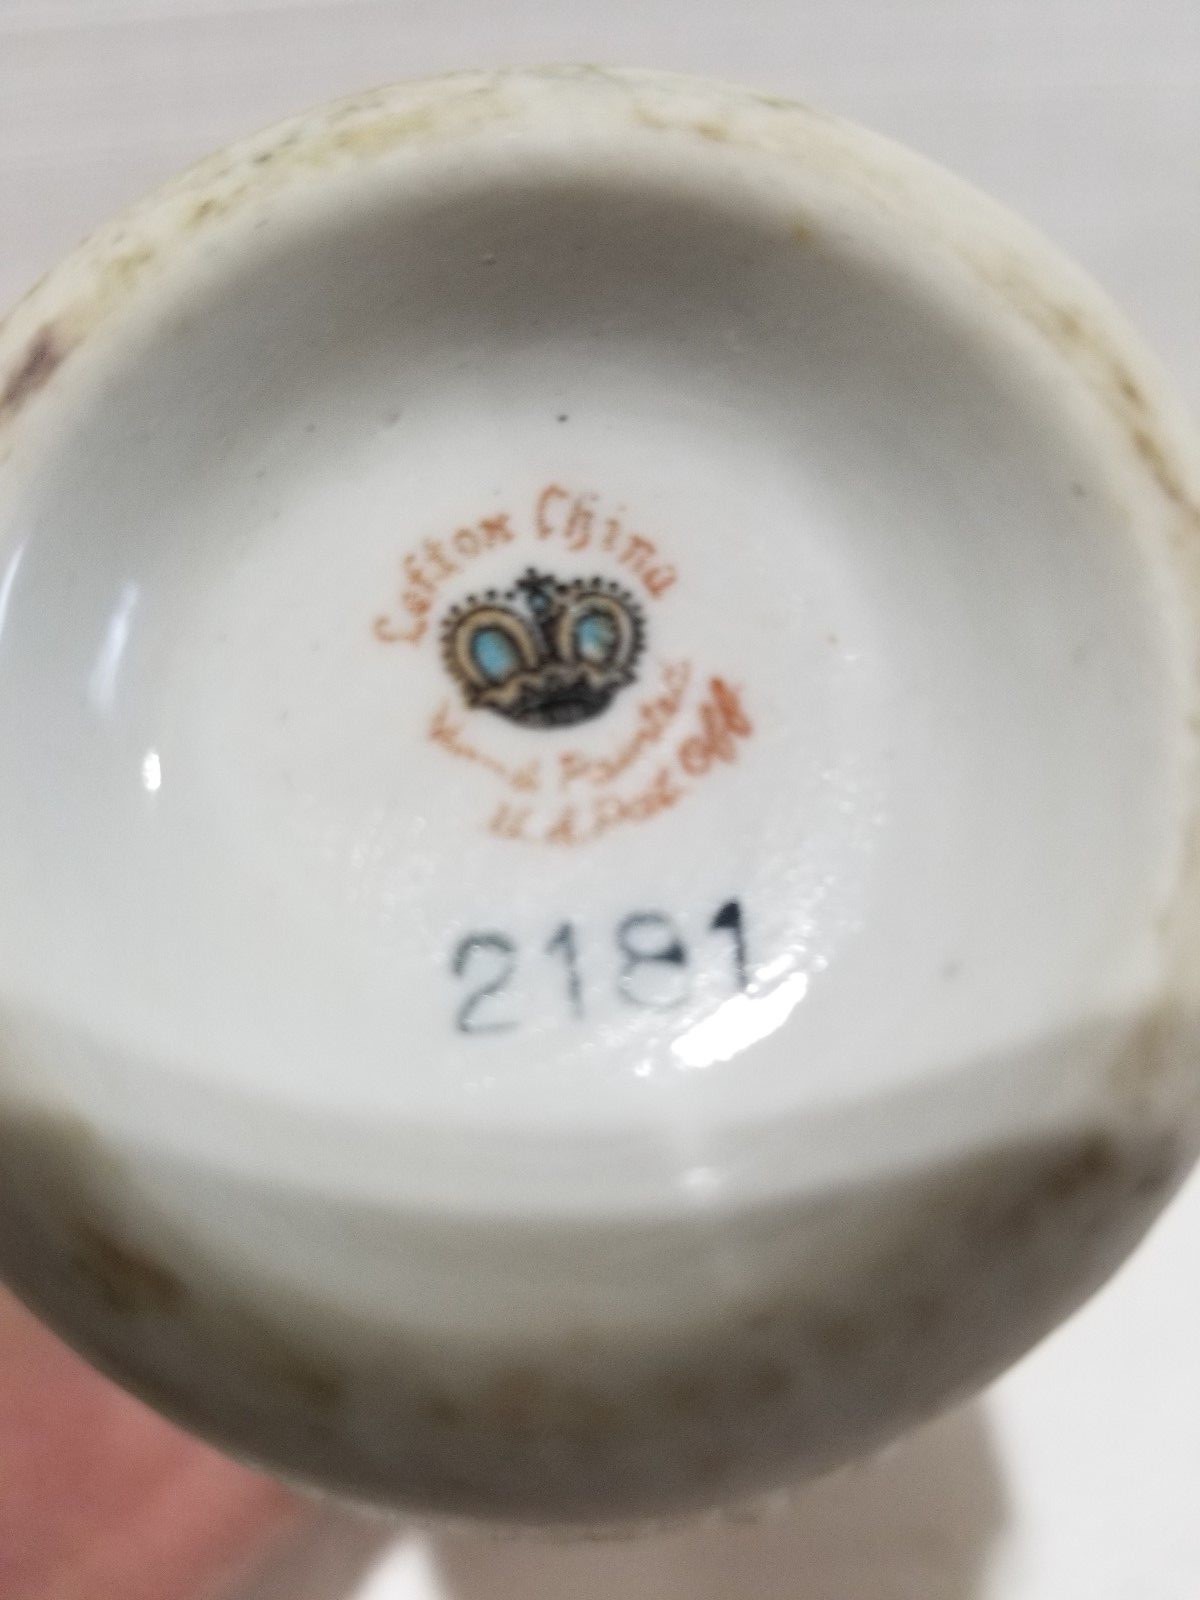 Lefton China
Hand Painted
U.S. Pat. Off.
2181